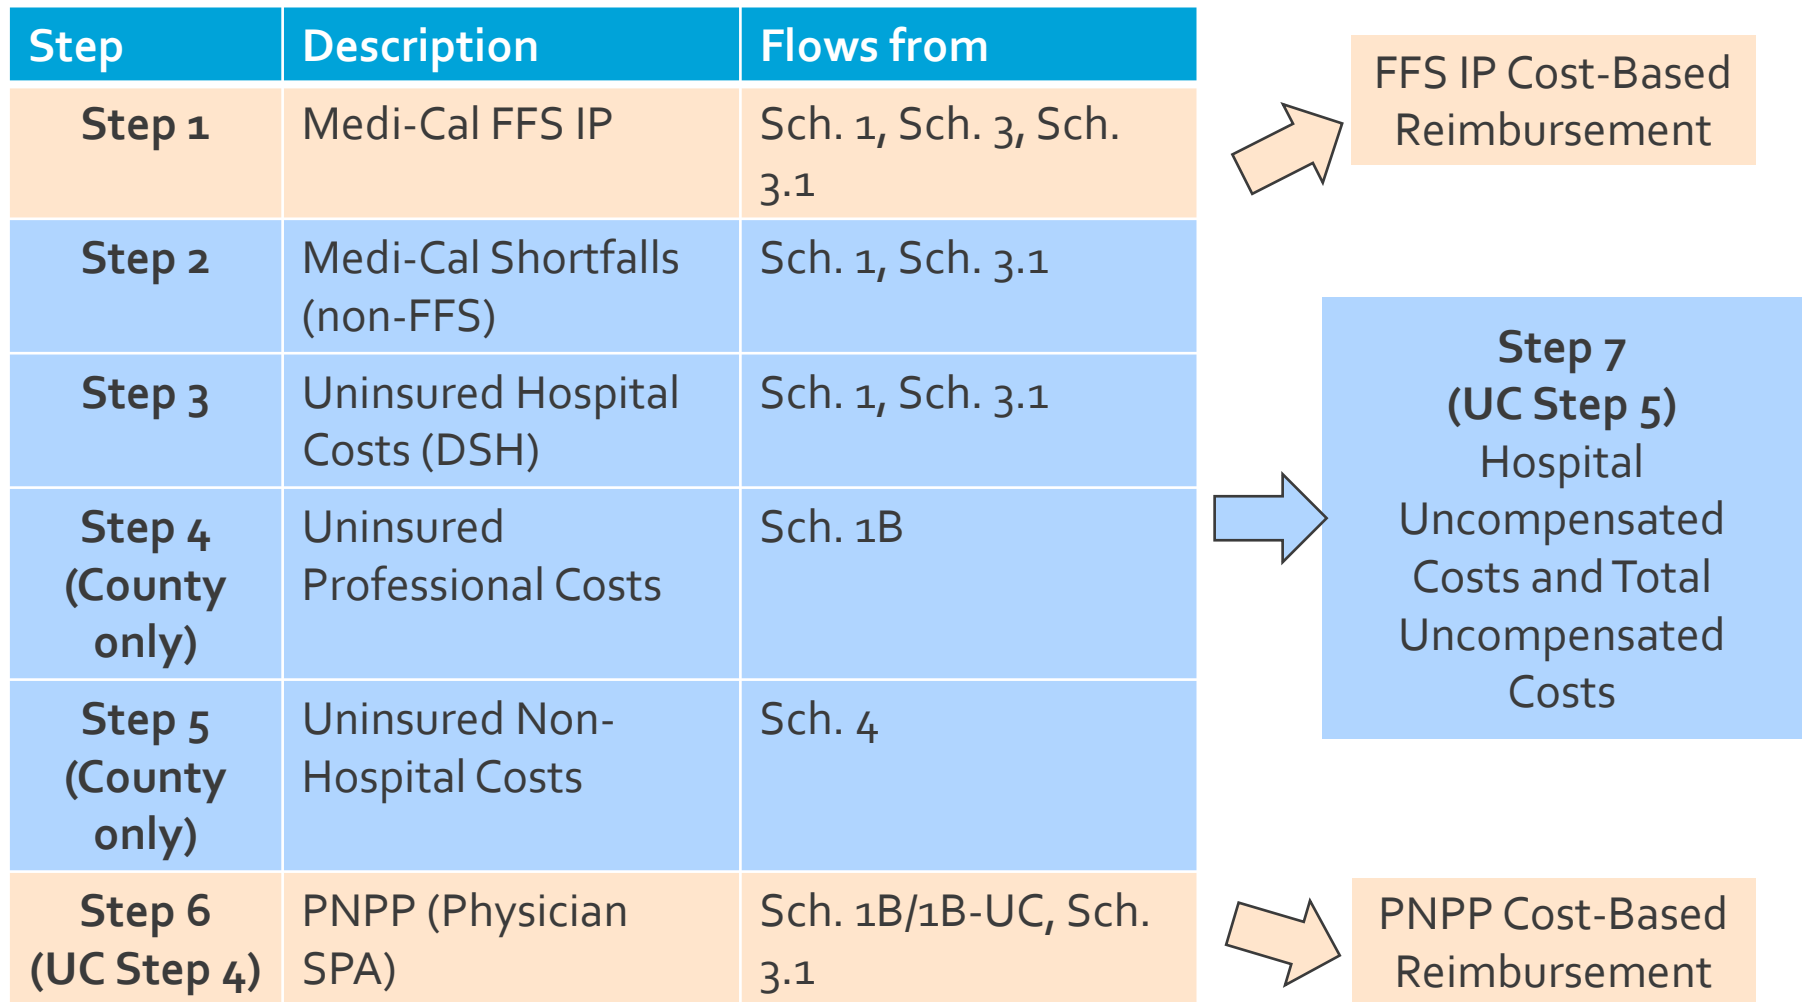 Step Description Flows from
Step 1 Medi-Cal FFS IP Sch. 1, Sch. 3, Sch.
3.1
FFS IP Cost-Based
Reimbursement
Step 2 Medi-Cal Shortfalls Sch. 1, Sch. 3.1
(non-FFS)
Step 3 Uninsured Hospital Sch. 1, Sch. 3.1
Costs (DSH)
Step 4 Uninsured Sch. 1B
(County Professional Costs
only)
Step 5 Uninsured Non- Sch. 4
(County Hospital Costs
only)
Step 7
(UC Step 5)
Hospital
Uncompensated
Costs and Total
Uncompensated
Costs
Step 6 PNPP (Physician Sch. 1B/1B-UC, Sch.
(UC Step 4) SPA) 3.1
PNPP Cost-Based
Reimbursement